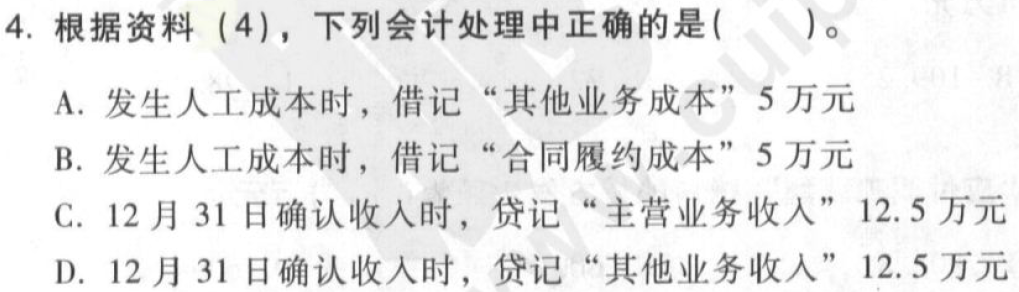 4. 根据资料（4），下列会计处理中正确的是(　　)。
A. 发生人工成本时，借记“其他业务成本”5 万元
B. 发生人工成本时，借记“合同履约成本”5 万元
C. 12 月 31 日确认收入时，贷记“主营业务收入”12.5 万元
D. 12 月 31 日确认收入时，贷记“其他业务收入”12.5 万元